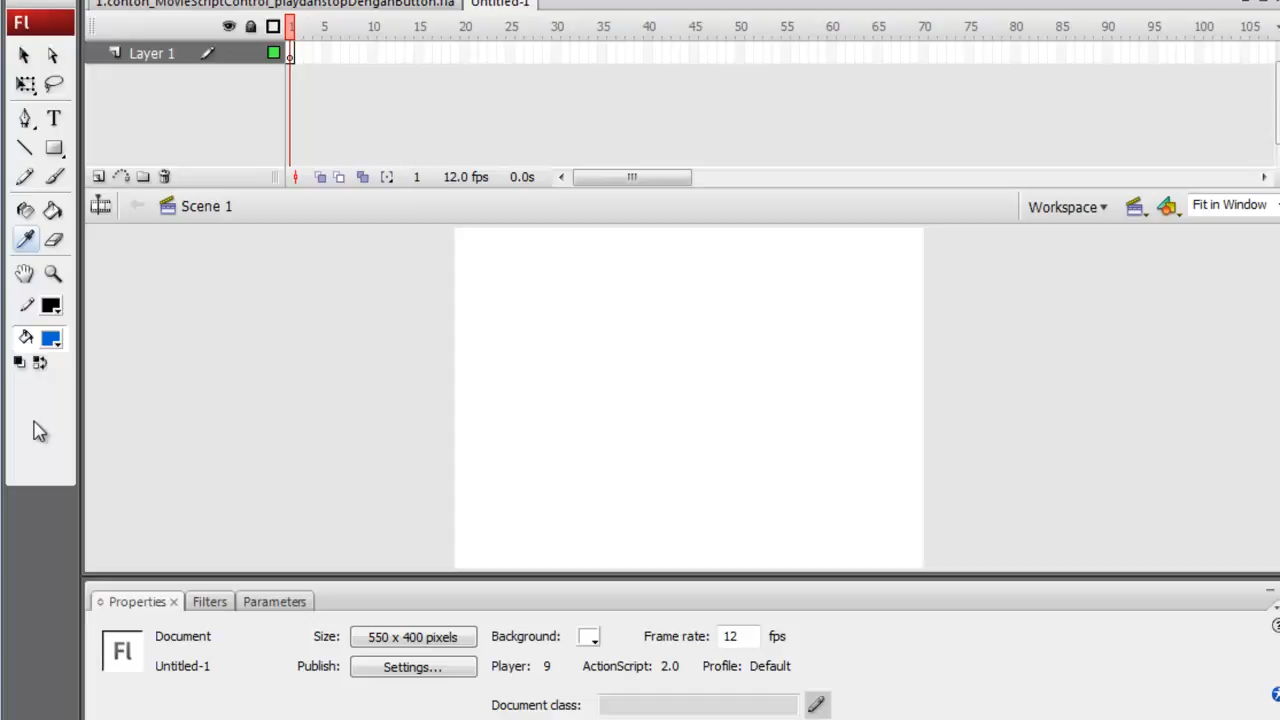 1.conton_MovieScriptControl_playdanstopDenganButton.fla Untitled-1
Fl
1 5 10 15 20 25 30 35 40 45 50 55 60 65 70 75 80 85 90 95 100 105
Layer 1
T
1 12.0 fps 0.0s
Scene 1 Workspace Fit in Window
Properties Filters Parameters
Fl Document Size: 550 x 400 pixels Background: Frame rate: 12 fps
Untitled-1 Publish: Settings... Player: 9 ActionScript: 2.0 Profile: Default
Document class: